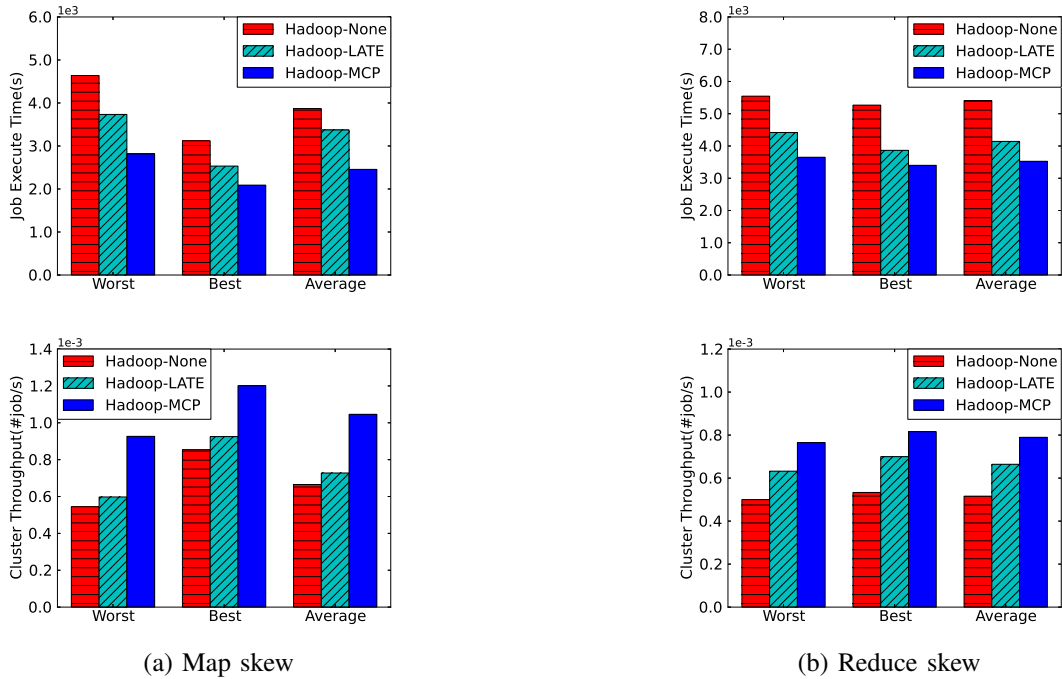 1e3
6.0
5.0
4.0
3.0
2.0
1.0
0.0
Job Execute Time(s)
Hadoop-None
Hadoop-LATE
Hadoop-MCP
Worst Best Average
1e3
8.0
7.0
6.0
5.0
4.0
3.0
2.0
1.0
0.0
Job Execute Time(s)
Hadoop-None
Hadoop-LATE
Hadoop-MCP
Worst Best Average
1e-3
1.4
1.2
1.0
0.8
0.6
0.4
0.2
0.0
Cluster Throughput(#job/s)
Hadoop-None
Hadoop-LATE
Hadoop-MCP
Worst Best Average
(a) Map skew
1e-3
1.2
1.0
0.8
0.6
0.4
0.2
0.0
Cluster Throughput(#job/s)
Hadoop-None
Hadoop-LATE
Hadoop-MCP
Worst Best Average
(b) Reduce skew